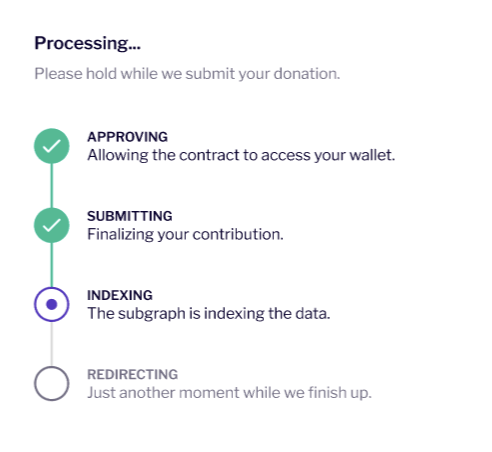 Processing...
Please hold while we submit your donation.
APPROVING
Allowing the contract to access your wallet.
SUBMITTING
Finalizing your contribution.
INDEXING
The subgraph is indexing the data.
REDIRECTING
Just another moment while we finish up.